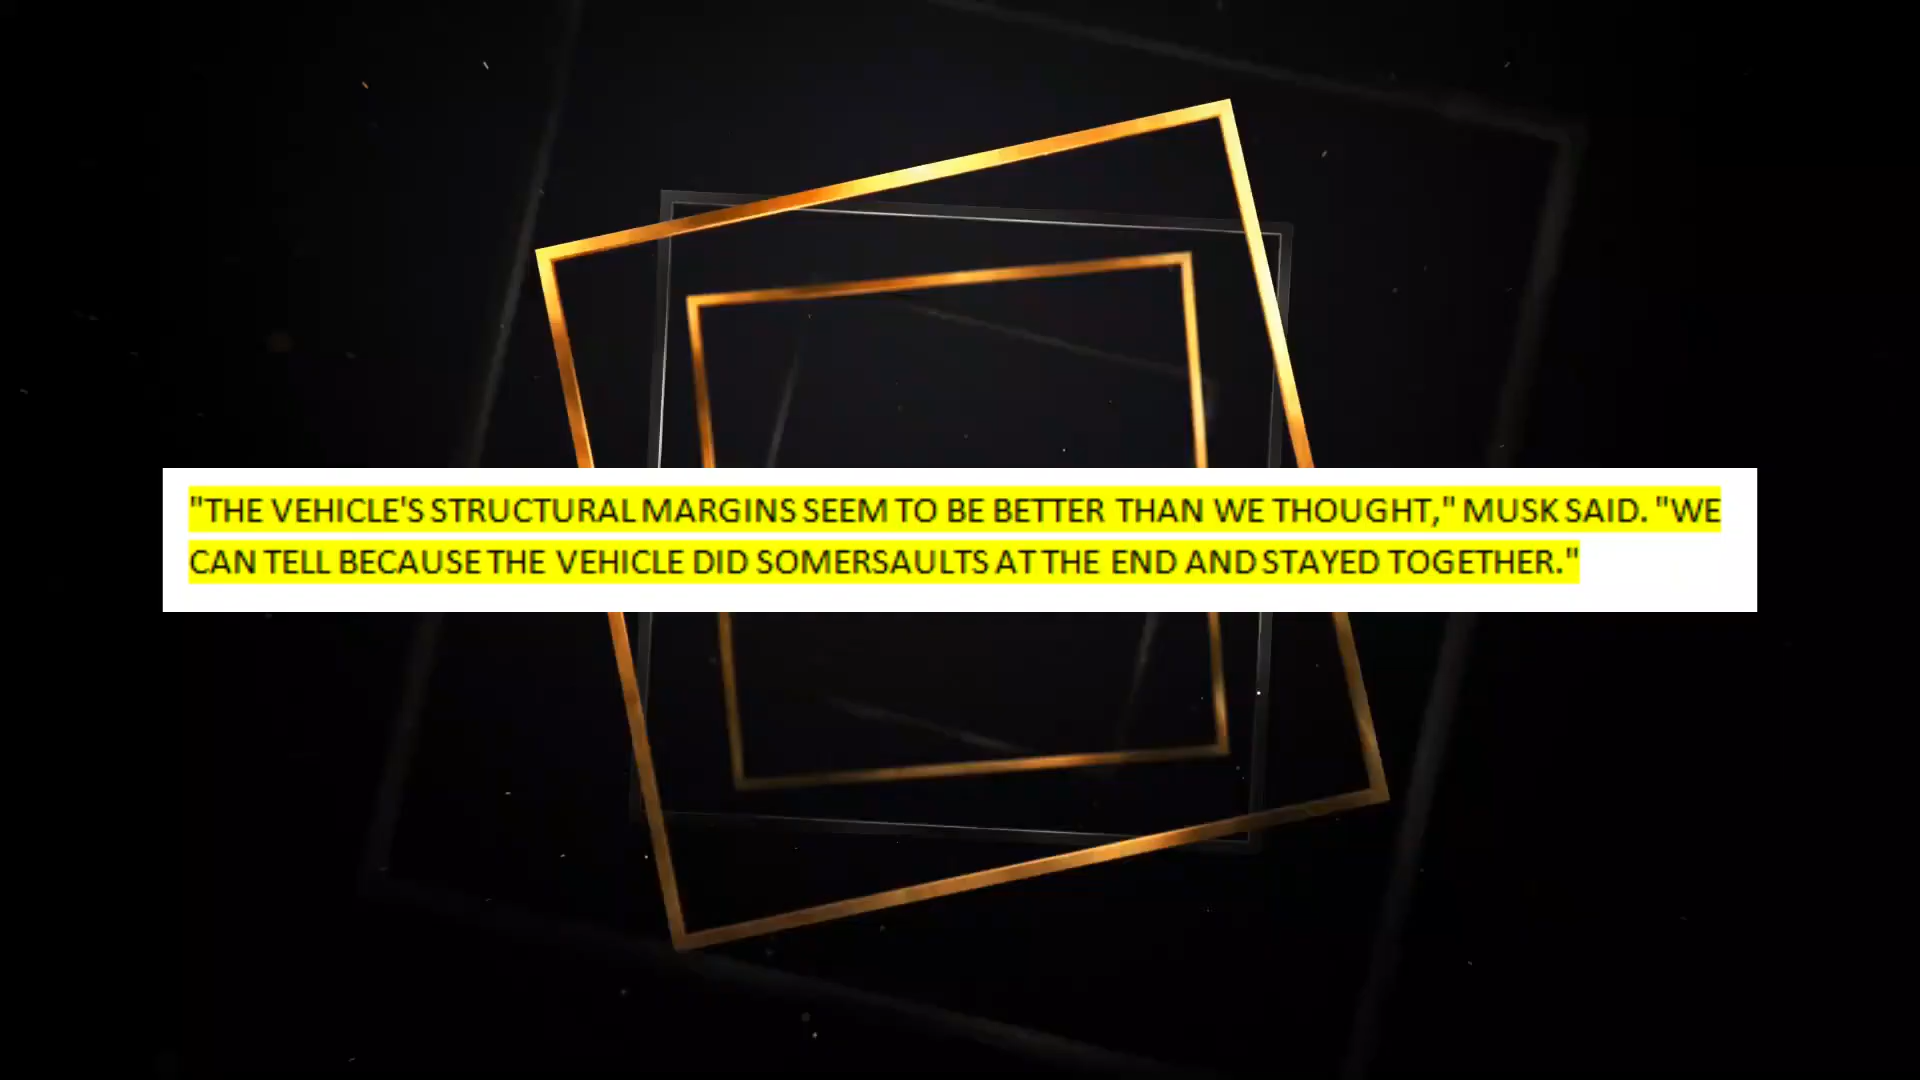 "THE VEHICLE'S STRUCTURAL MARGINS SEEM TO BE BETTER THAN WE THOUGHT," MUSK SAID. "WE
CAN TELL BECAUSE THE VEHICLE DID SOMERSAULTS AT THE END AND STAYED TOGETHER."